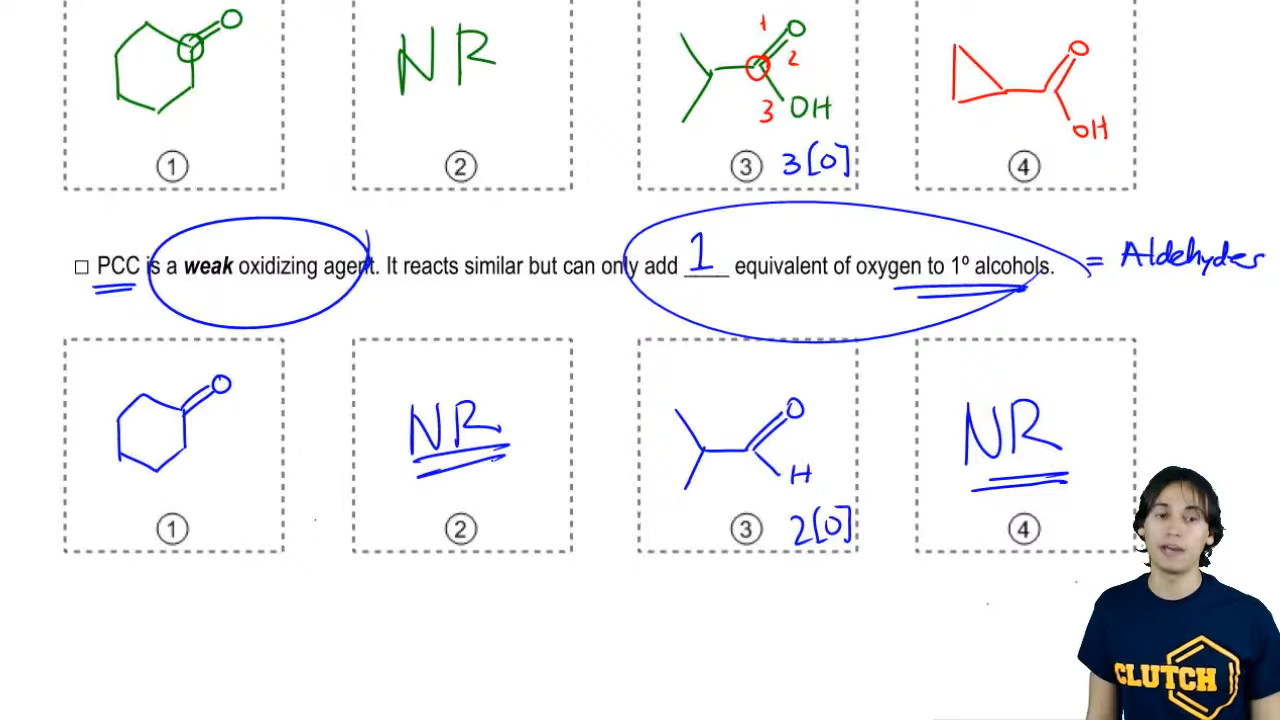 O
NR
1 O
2
3 OH
O
OH
① ② ③ 3[O] ④
□ PCC is a weak oxidizing agent. It reacts similar but can only add 1 equivalent of oxygen to 1º alcohols. = Aldehydes
O
NR
O
H
NR
① ② ③ 2[O] ④
CLUTCH